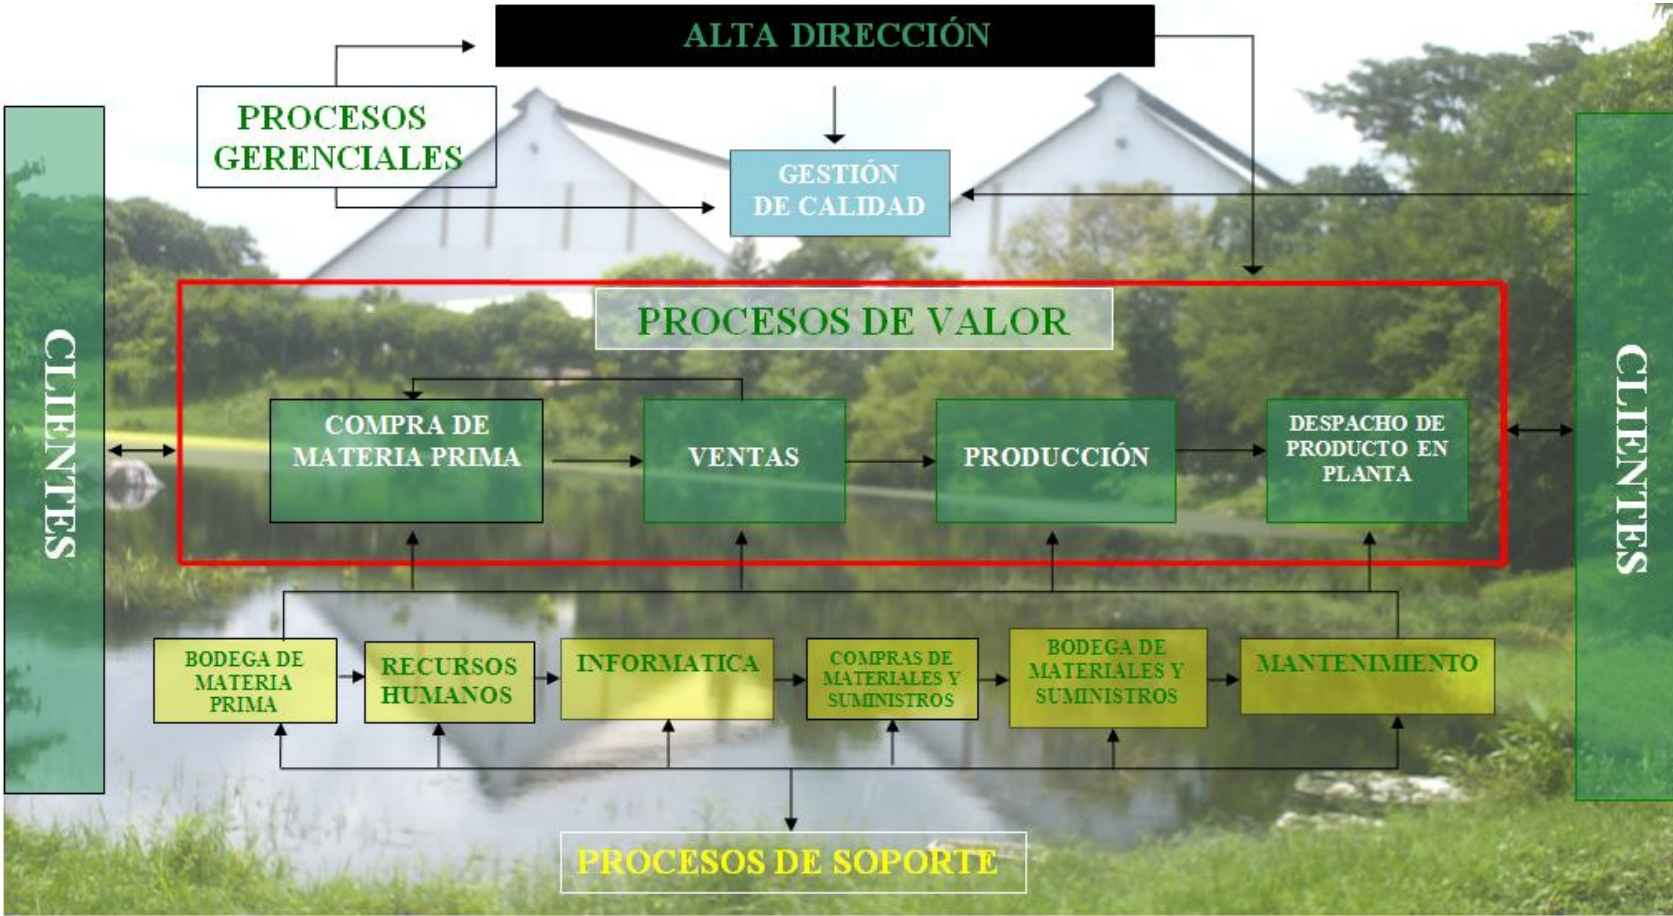 ALTA DIRECCIÓN
PROCESOS
GERENCIALES
GESTIÓN
DE CALIDAD
CLIENTES
PROCESOS DE VALOR
COMPRA DE
MATERIA PRIMA
VENTAS
PRODUCCIÓN
DESPACHO DE
PRODUCTO EN
PLANTA
CLIENTES
BODEGA DE
MATERIA
PRIMA
RECURSOS
HUMANOS
INFORMATICA
COMPRAS DE
MATERIALES Y
SUMINISTROS
BODEGA DE
MATERIALES Y
SUMINISTROS
MANTENIMIENTO
PROCESOS DE SOPORTE